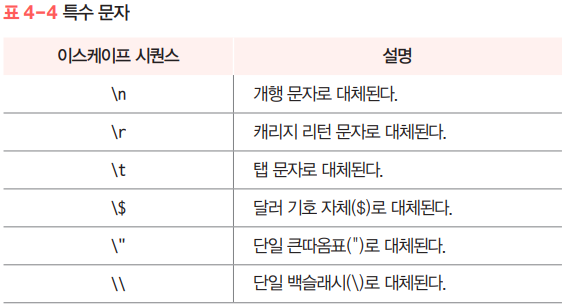 표 4-4 특수 문자
이스케이프 시퀀스 설명
\n 개행 문자로 대체된다.
\r 캐리지 리턴 문자로 대체된다.
\t 탭 문자로 대체된다.
\$ 달러 기호 자체($)로 대체된다.
\" 단일 큰따옴표(")로 대체된다.
\\ 단일 백슬래시(\)로 대체된다.